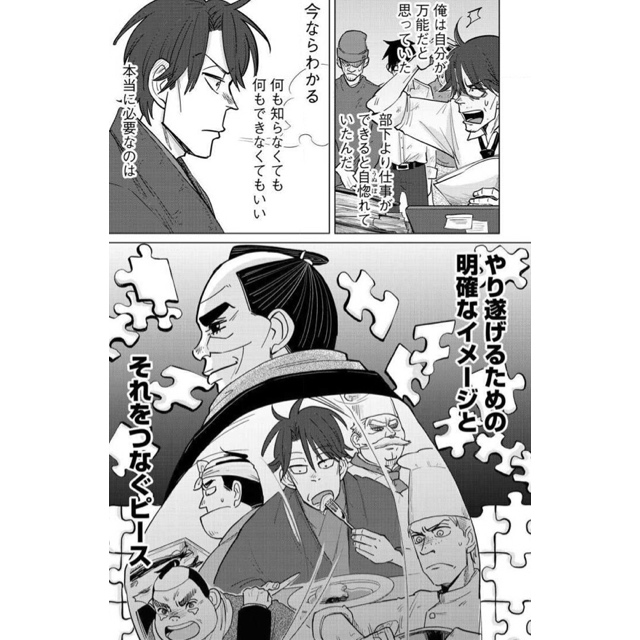 俺は自分が
万能だと
思っていた
部下より仕事が
できると自惚れて
うぬぼ
いたんだ
今ならわかる
何も知らなくても
何もできなくてもいい
本当に必要なのは
やり遂げるための
明確なイメージと
それをつなぐピース